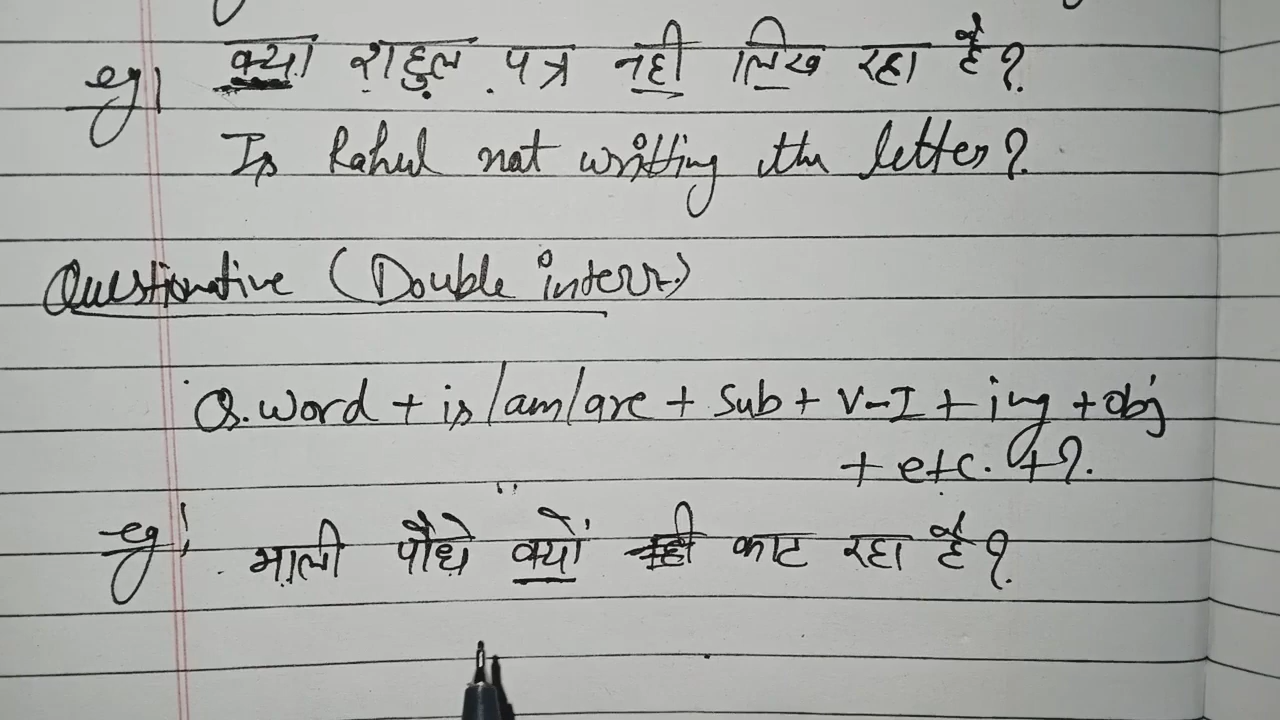 eg। क्या राहुल पत्र नही लिख रहा है?
Is Rahul not writting the letter?
Questionative (Double interr.)
Q.word + is/am/are + sub + V-I + ing + obj
+ etc. + ?.
eg! माली पौधे क्यों नही काट रहा है?